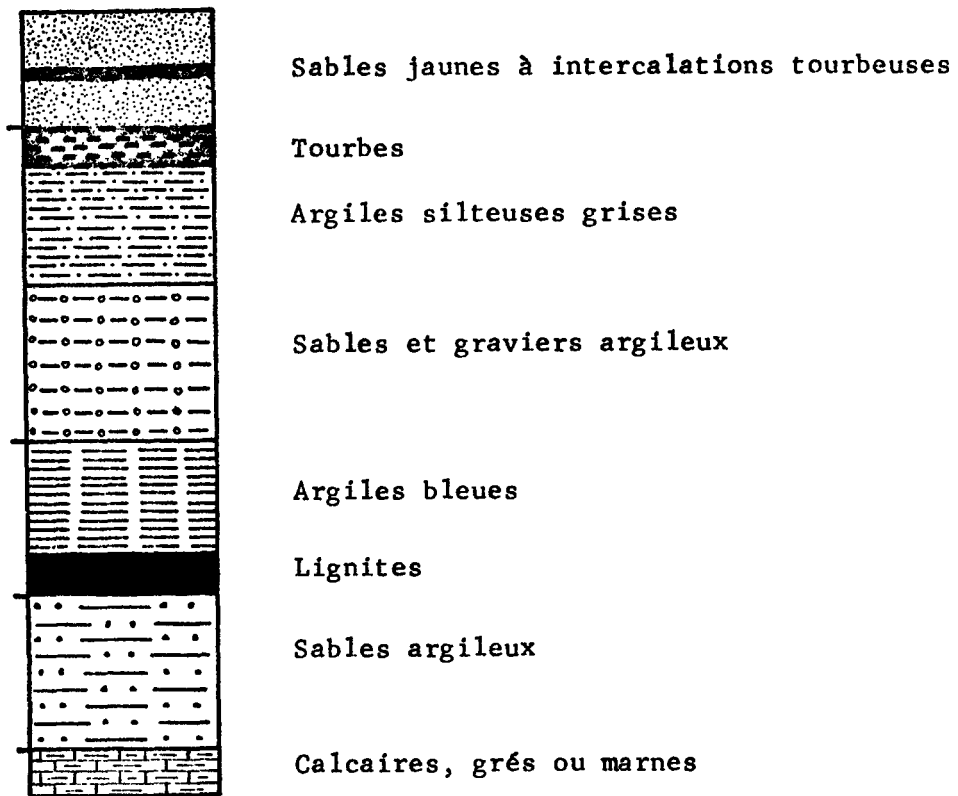 Sables jaunes à intercalations tourbeuses
Tourbes
Argiles silteuses grises
Sables et graviers argileux
Argiles bleues
Lignites
Sables argileux
Calcaires, grés ou marnes